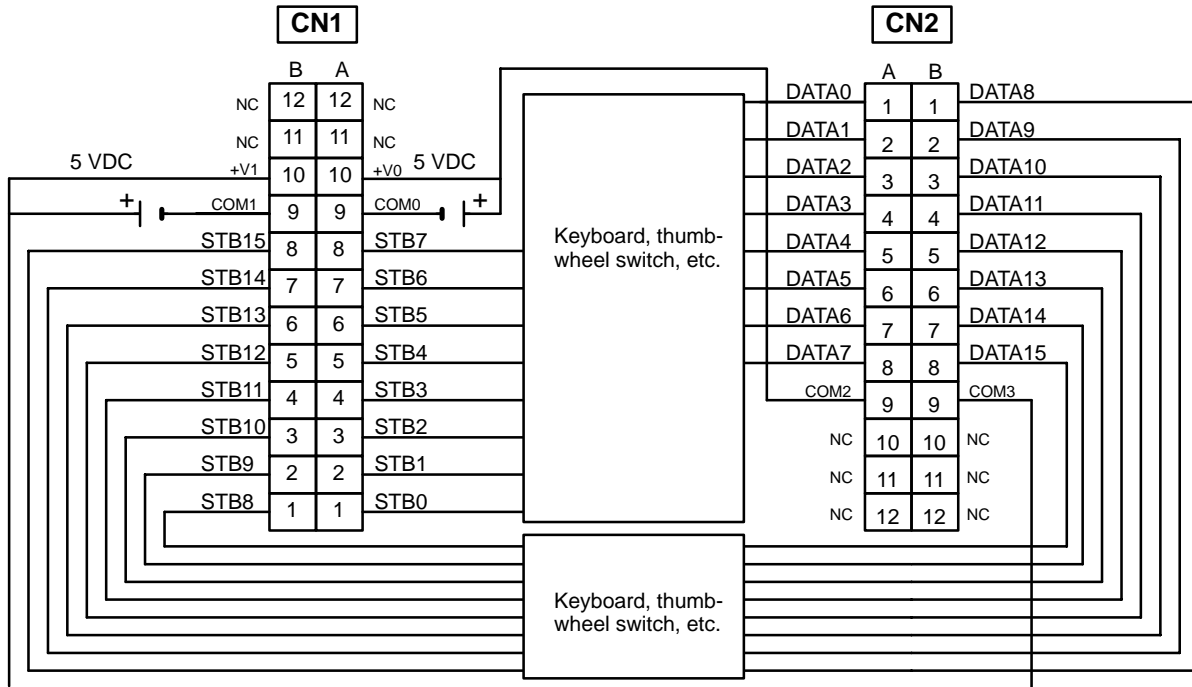 CN1
CN2
B A
A B
NC 12 12 NC
NC 11 11 NC
5 VDC +V1 10 10 +V0 5 VDC
+ COM1 9 9 COM0 +
STB15 8 8 STB7
STB14 7 7 STB6
STB13 6 6 STB5
STB12 5 5 STB4
STB11 4 4 STB3
STB10 3 3 STB2
STB9 2 2 STB1
STB8 1 1 STB0
Keyboard, thumb-
wheel switch, etc.
Keyboard, thumb-
wheel switch, etc.
DATA0 1 1 DATA8
DATA1 2 2 DATA9
DATA2 3 3 DATA10
DATA3 4 4 DATA11
DATA4 5 5 DATA12
DATA5 6 6 DATA13
DATA6 7 7 DATA14
DATA7 8 8 DATA15
COM2 9 9 COM3
NC 10 10 NC
NC 11 11 NC
NC 12 12 NC